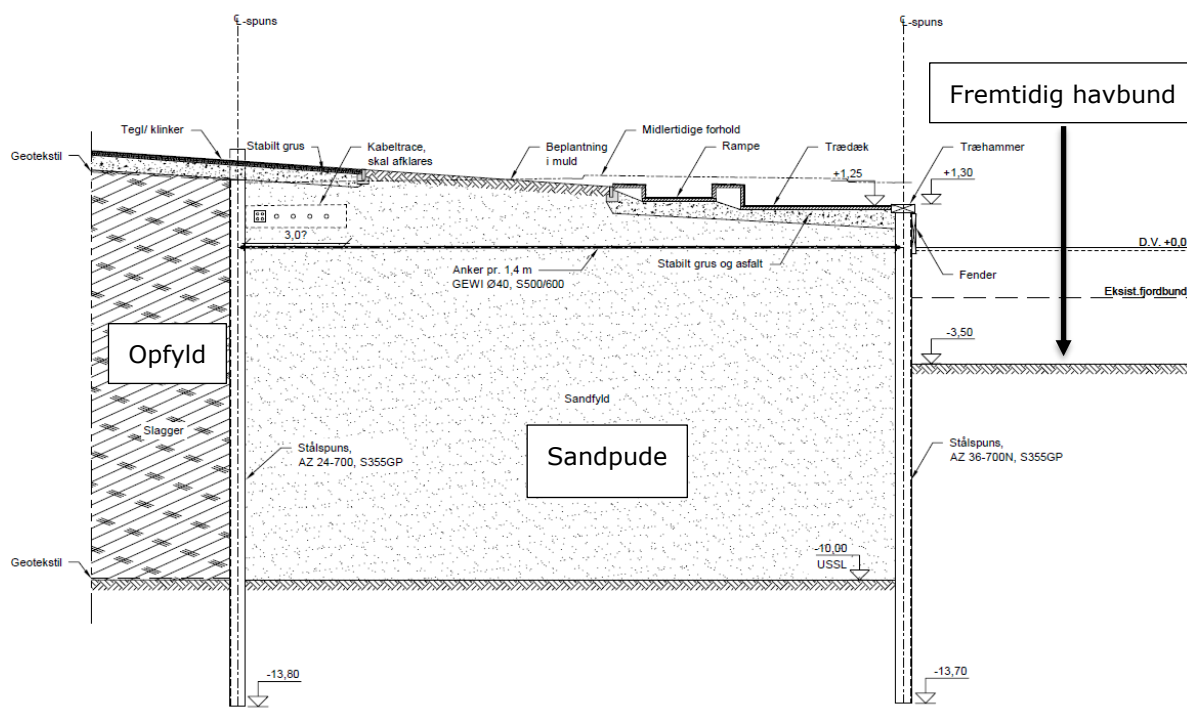 ℄-spuns
℄-spuns
Fremtidig havbund
Tegl/ klinker
Stabilt grus
Kabeltrace,
skal afklares
Beplantning
i muld
Midlertidige forhold
Rampe
Trædæk
Træhammer
Geotekstil
+1,25
+1,30
3,0?
D.V. +0,0
Anker pr. 1,4 m
GEWI Ø40, S500/600
Stabilt grus og asfalt
Fender
Eksist.fjordbund
-3,50
Opfyld
Sandfyld
Slagger
Sandpude
Stålspuns,
AZ 24-700, S355GP
Stålspuns,
AZ 36-700N, S355GP
-10,00
USSL
Geotekstil
-13,80
-13,70